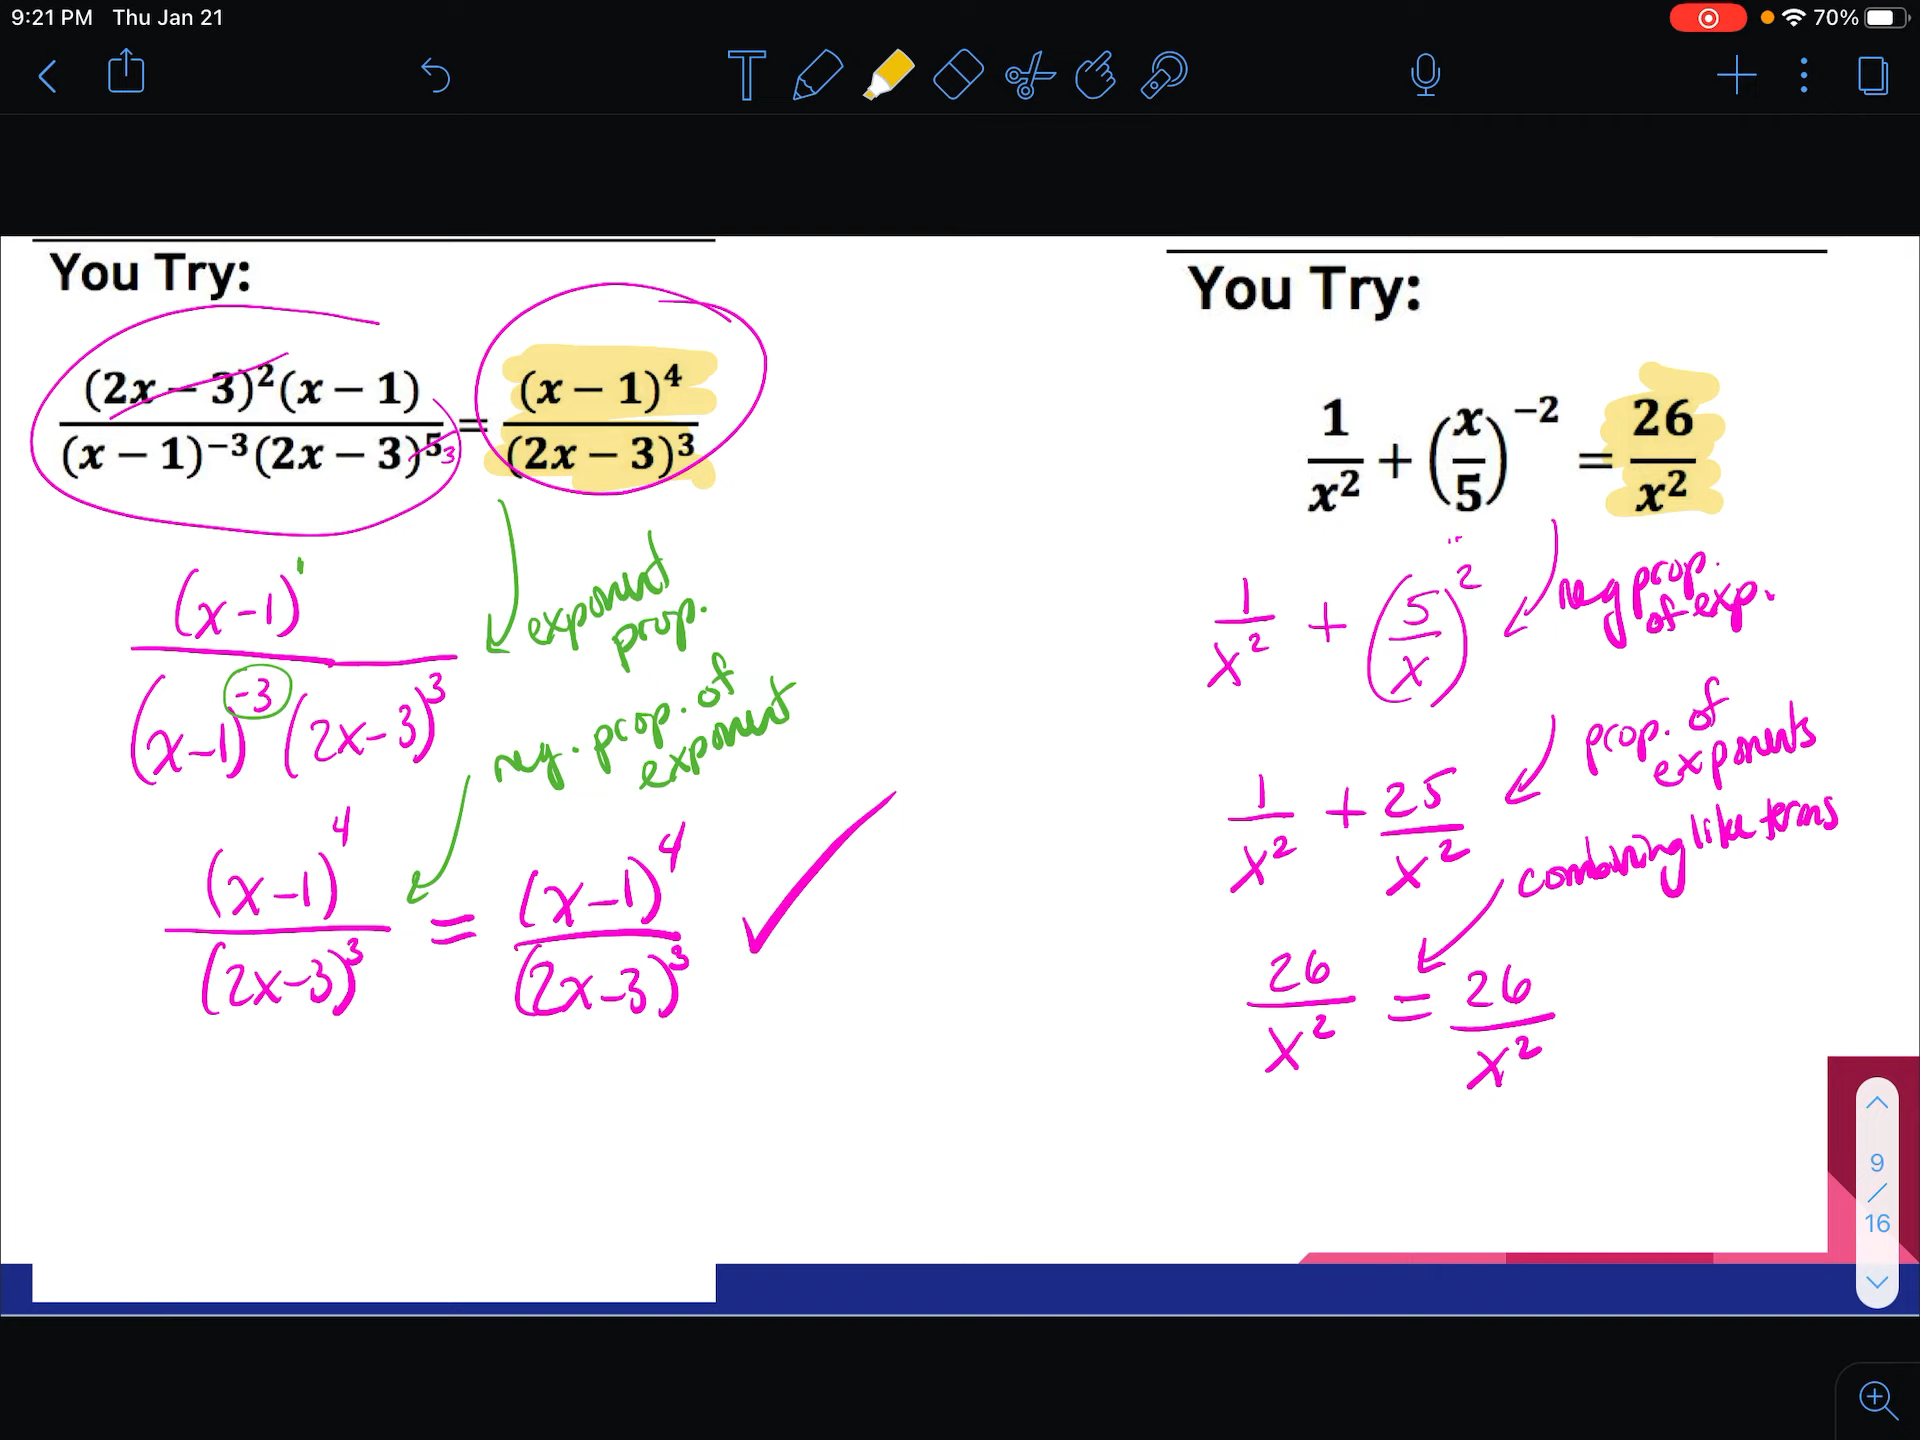 9:21 PM Thu Jan 21
70%
You Try:
(2x − 3)²(x − 1) / (x − 1)⁻³(2x − 3)⁵ 3 = (x − 1)⁴ / (2x − 3)³
exponent
prop.
(x-1)¹ / (x-1)⁻³ (2x-3)³
neg. prop. of
exponent
(x-1)⁴ / (2x-3)³ = (x-1)⁴ / (2x-3)³ ✓
You Try:
1/x² + (x/5)⁻² = 26/x²
neg prop.
of exp.
1/x² + (5/x)²
prop. of
exponents
1/x² + 25/x²
combining like terms
26/x² = 26/x²
9
/
16